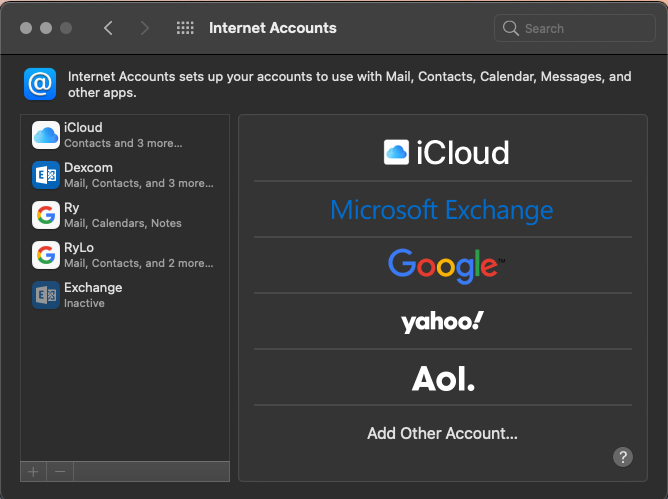 Internet Accounts
Search
Internet Accounts sets up your accounts to use with Mail, Contacts, Calendar, Messages, and
other apps.
iCloud
Contacts and 3 more...
Dexcom
Mail, Contacts, and 3 more...
Ry
Mail, Calendars, Notes
RyLo
Mail, Contacts, and 2 more...
Exchange
Inactive
iCloud
Microsoft Exchange
Google™
yahoo!
Aol.
Add Other Account...
?